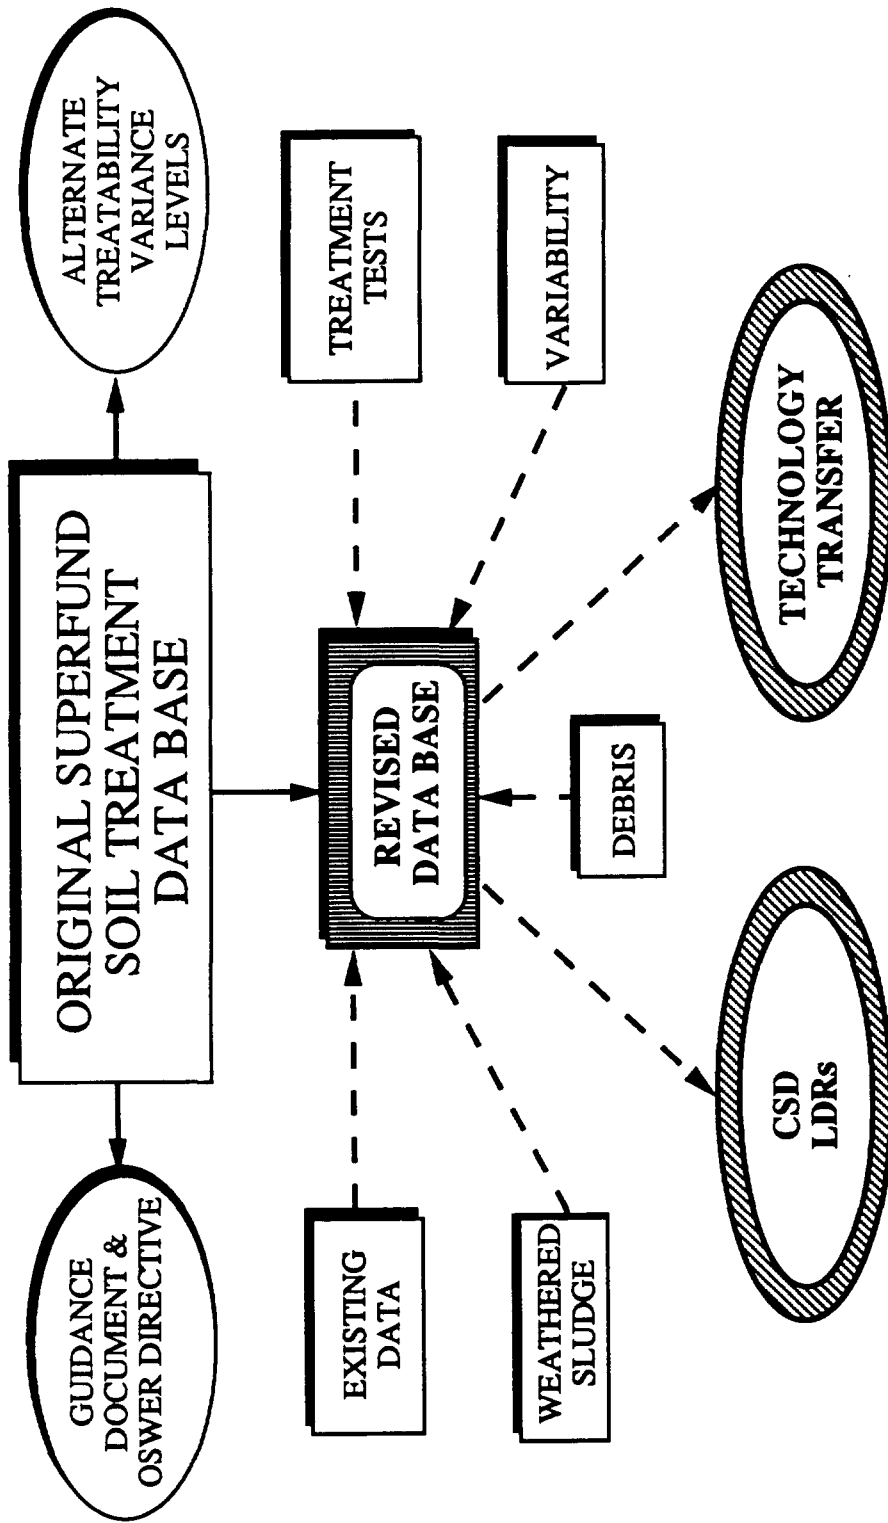 ORIGINAL SUPERFUND
SOIL TREATMENT
DATA BASE
GUIDANCE
DOCUMENT &
OSWER DIRECTIVE
ALTERNATE
TREATABILITY
VARIANCE
LEVELS
EXISTING
DATA
REVISED
DATA BASE
TREATMENT
TESTS
WEATHERED
SLUDGE
DEBRIS
VARIABILITY
CSD
LDRs
TECHNOLOGY
TRANSFER